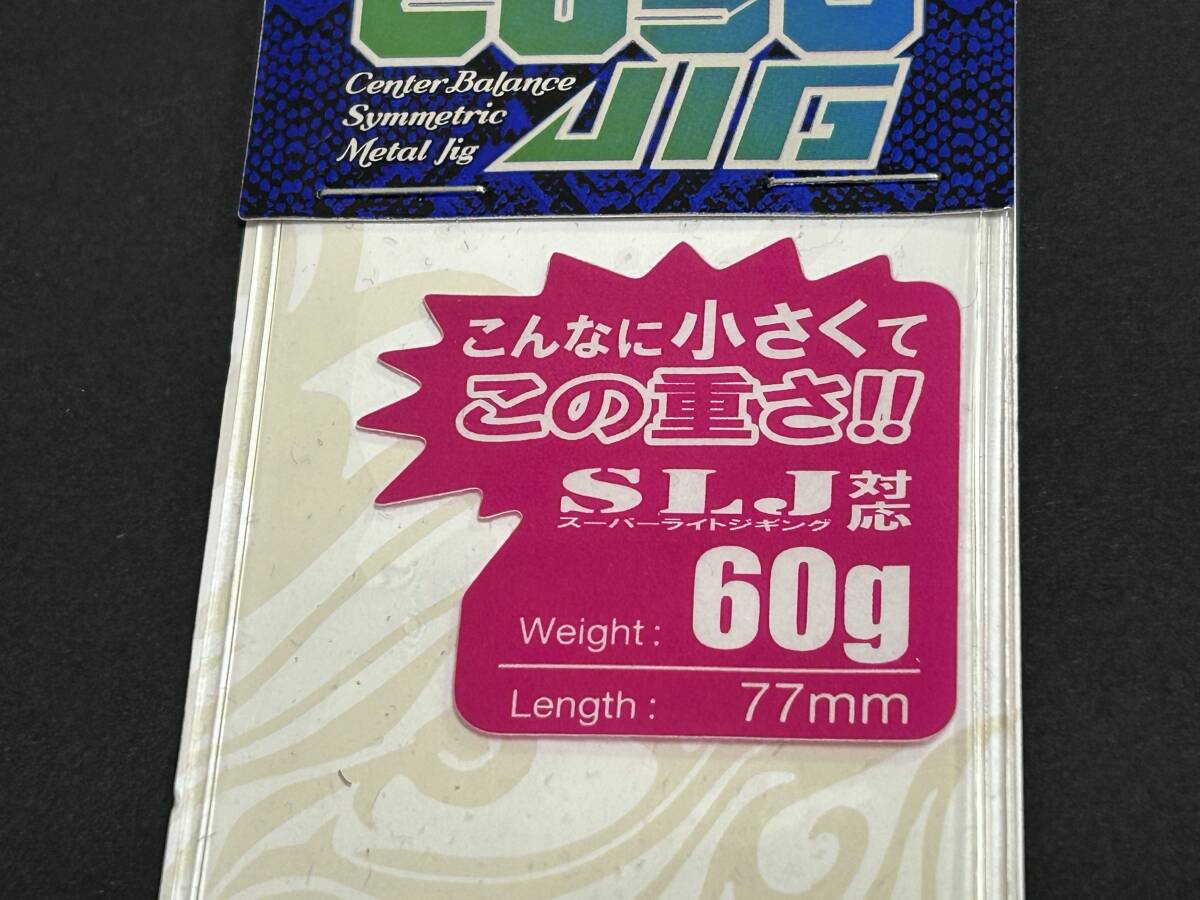 Center Balance
Symmetric
Metal Jig
JIG
こんなに小さくて
この重さ!!
SLJ対応
スーパーライトジギング
Weight: 60g
Length: 77mm